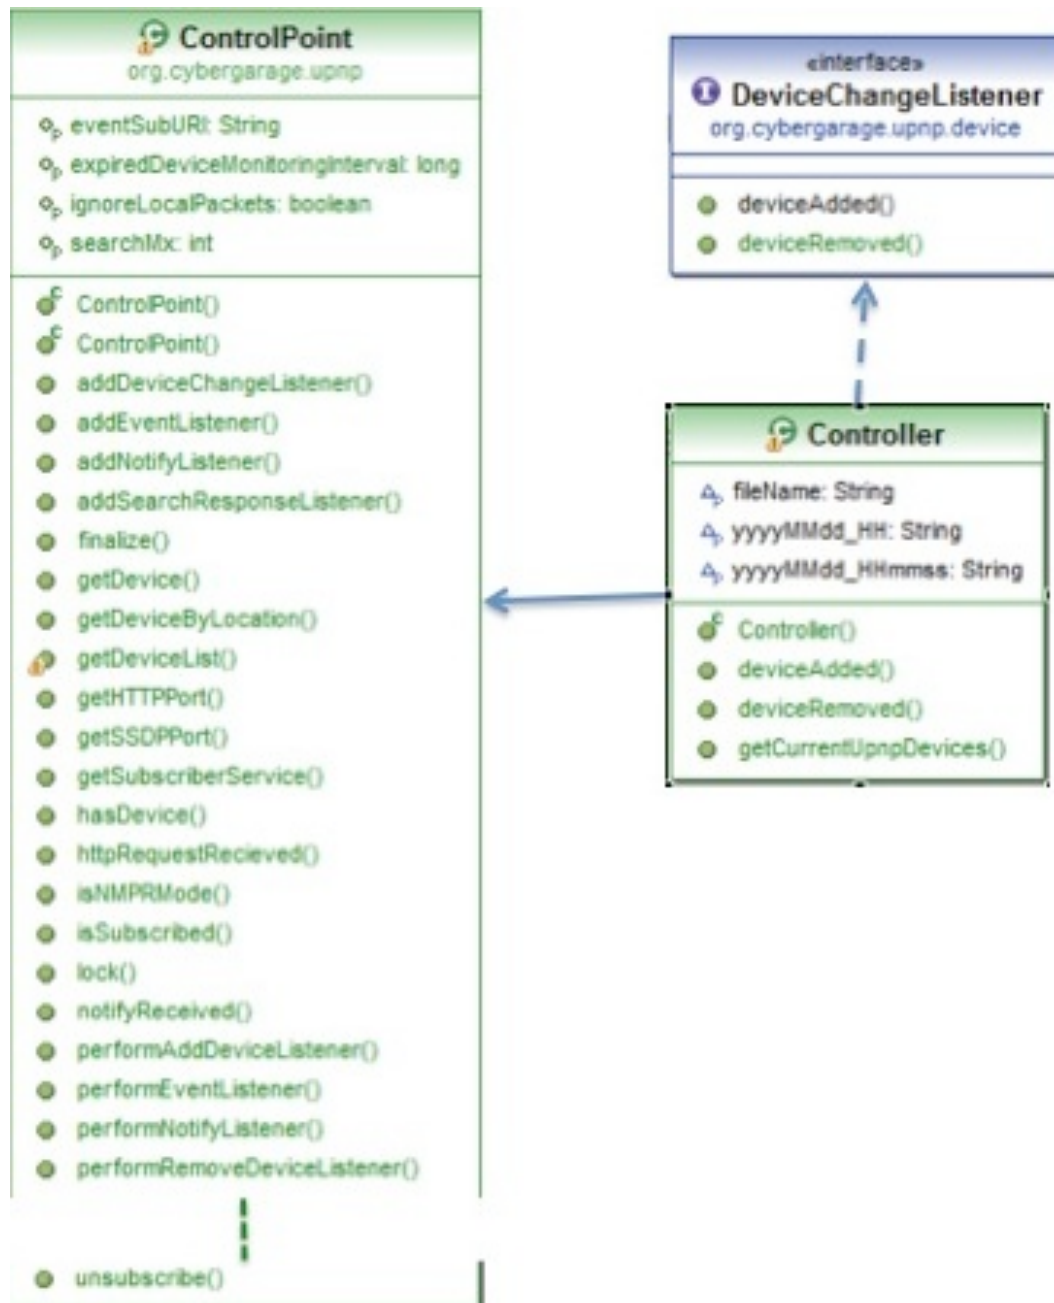 ControlPoint
org.cybergarage.upnp
eventSubURI: String
expiredDeviceMonitoringInterval: long
ignoreLocalPackets: boolean
searchMx: int
ControlPoint()
ControlPoint()
addDeviceChangeListener()
addEventListener()
addNotifyListener()
addSearchResponseListener()
finalize()
getDevice()
getDeviceByLocation()
getDeviceList()
getHTTPPort()
getSSDPPort()
getSubscriberService()
hasDevice()
httpRequestRecieved()
isNMPRMode()
isSubscribed()
lock()
notifyReceived()
performAddDeviceListener()
performEventListener()
performNotifyListener()
performRemoveDeviceListener()
unsubscribe()
«interface»
DeviceChangeListener
org.cybergarage.upnp.device
deviceAdded()
deviceRemoved()
Controller
fileName: String
yyyyMMdd_HH: String
yyyyMMdd_HHmmss: String
Controller()
deviceAdded()
deviceRemoved()
getCurrentUpnpDevices()